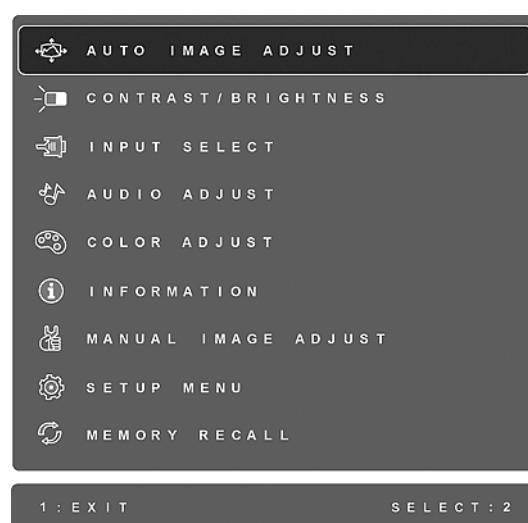 AUTO IMAGE ADJUST
CONTRAST/BRIGHTNESS
INPUT SELECT
AUDIO ADJUST
COLOR ADJUST
INFORMATION
MANUAL IMAGE ADJUST
SETUP MENU
MEMORY RECALL
1:EXIT SELECT:2